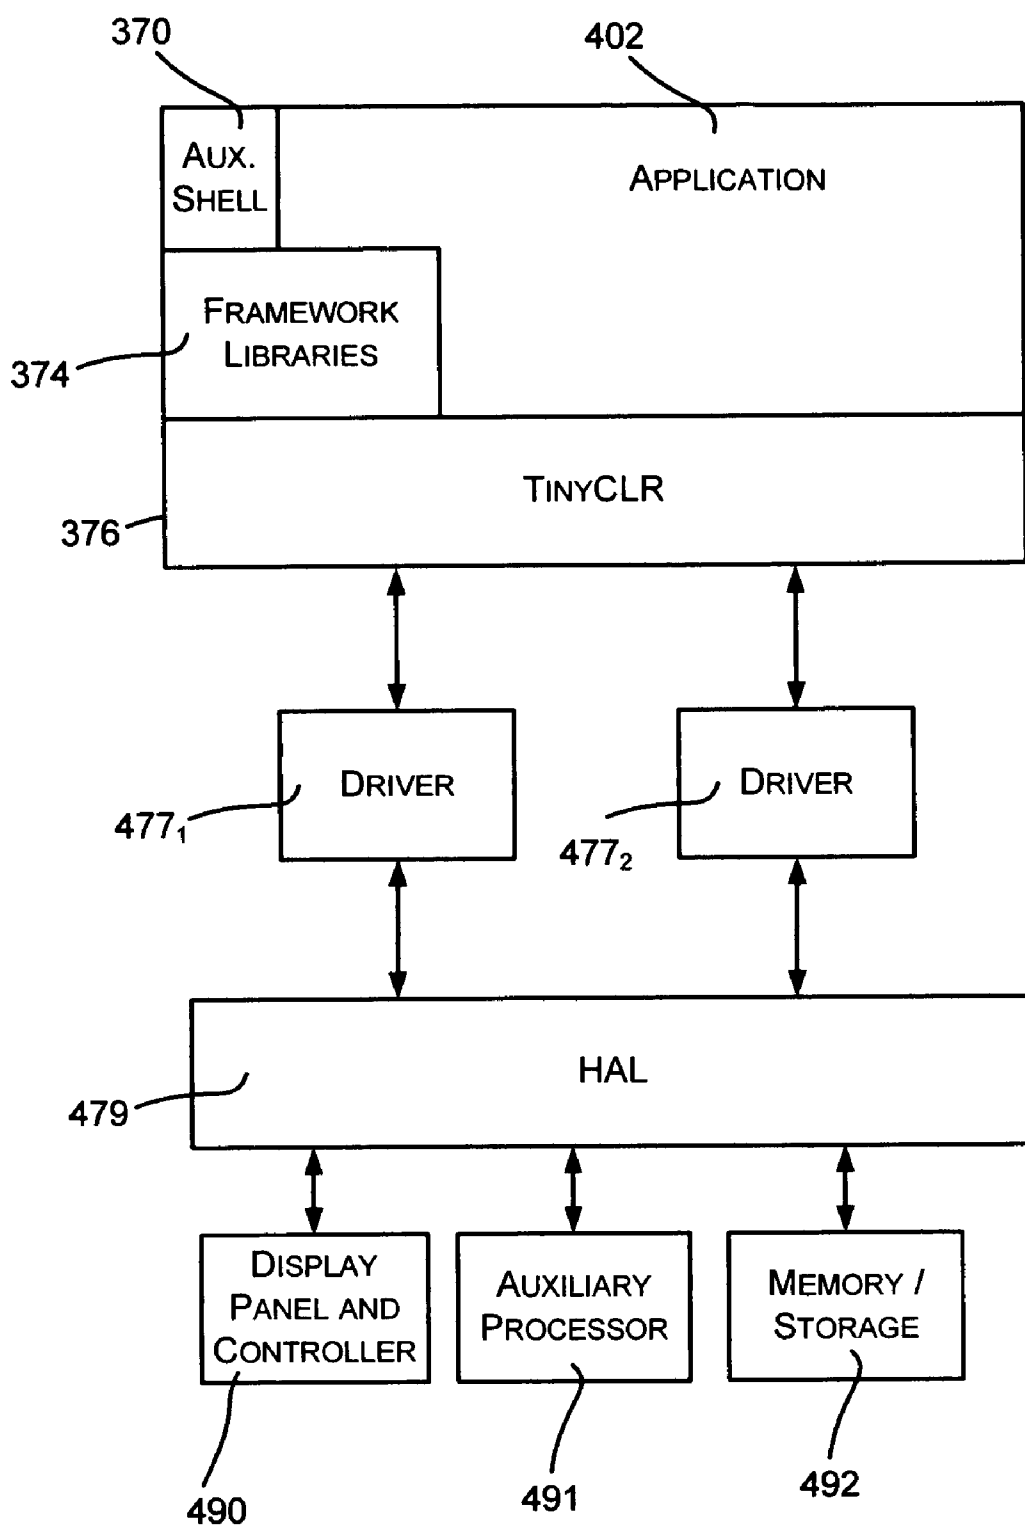 370
402
AUX.
SHELL
APPLICATION
FRAMEWORK
LIBRARIES
374
TINYCLR
376
DRIVER
DRIVER
477₁
477₂
HAL
479
DISPLAY
PANEL AND
CONTROLLER
AUXILIARY
PROCESSOR
MEMORY /
STORAGE
490
491
492